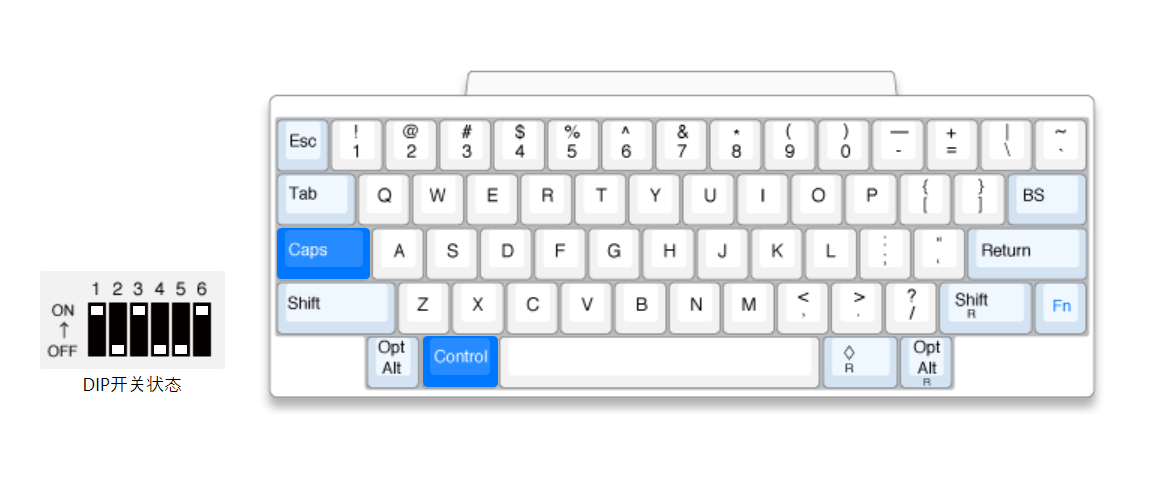 Esc ! 1 @ 2 # 3 $ 4 % 5 ^ 6 & 7 * 8 ( 9 ) 0 — - + = | \ ~ `
Tab Q W E R T Y U I O P { [ } ] BS
Caps A S D F G H J K L : ; " ' Return
Shift Z X C V B N M < , > . ? / Shift R Fn
Opt Alt Control ◊ R Opt Alt R
1 2 3 4 5 6
ON
↑
OFF
DIP开关状态